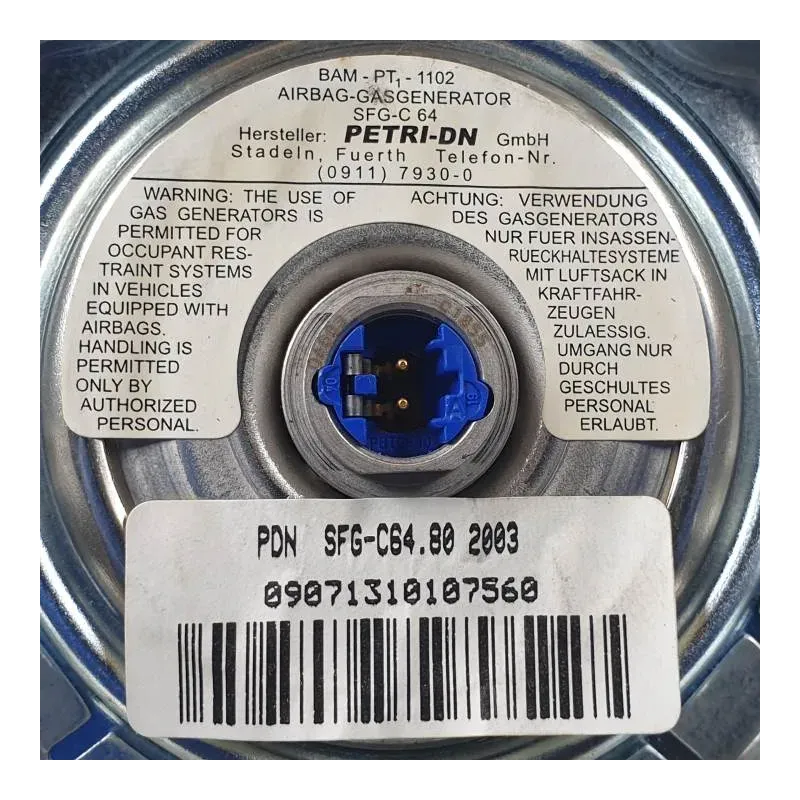 BAM - PT₁ - 1102
AIRBAG-GASGENERATOR
SFG-C 64
Hersteller: PETRI-DN GmbH
Stadeln, Fuerth Telefon-Nr.
(0911) 7930-0
WARNING: THE USE OF
GAS GENERATORS IS
PERMITTED FOR
OCCUPANT RES-
TRAINT SYSTEMS
IN VEHICLES
EQUIPPED WITH
AIRBAGS.
HANDLING IS
PERMITTED
ONLY BY
AUTHORIZED
PERSONAL.
ACHTUNG: VERWENDUNG
DES GASGENERATORS
NUR FUER INSASSEN-
RUECKHALTESYSTEME
MIT LUFTSACK IN
KRAFTFAHR-
ZEUGEN
ZULAESSIG.
UMGANG NUR
DURCH
GESCHULTES
PERSONAL
ERLAUBT.
PDN SFG-C64.80 2003
09071310107560